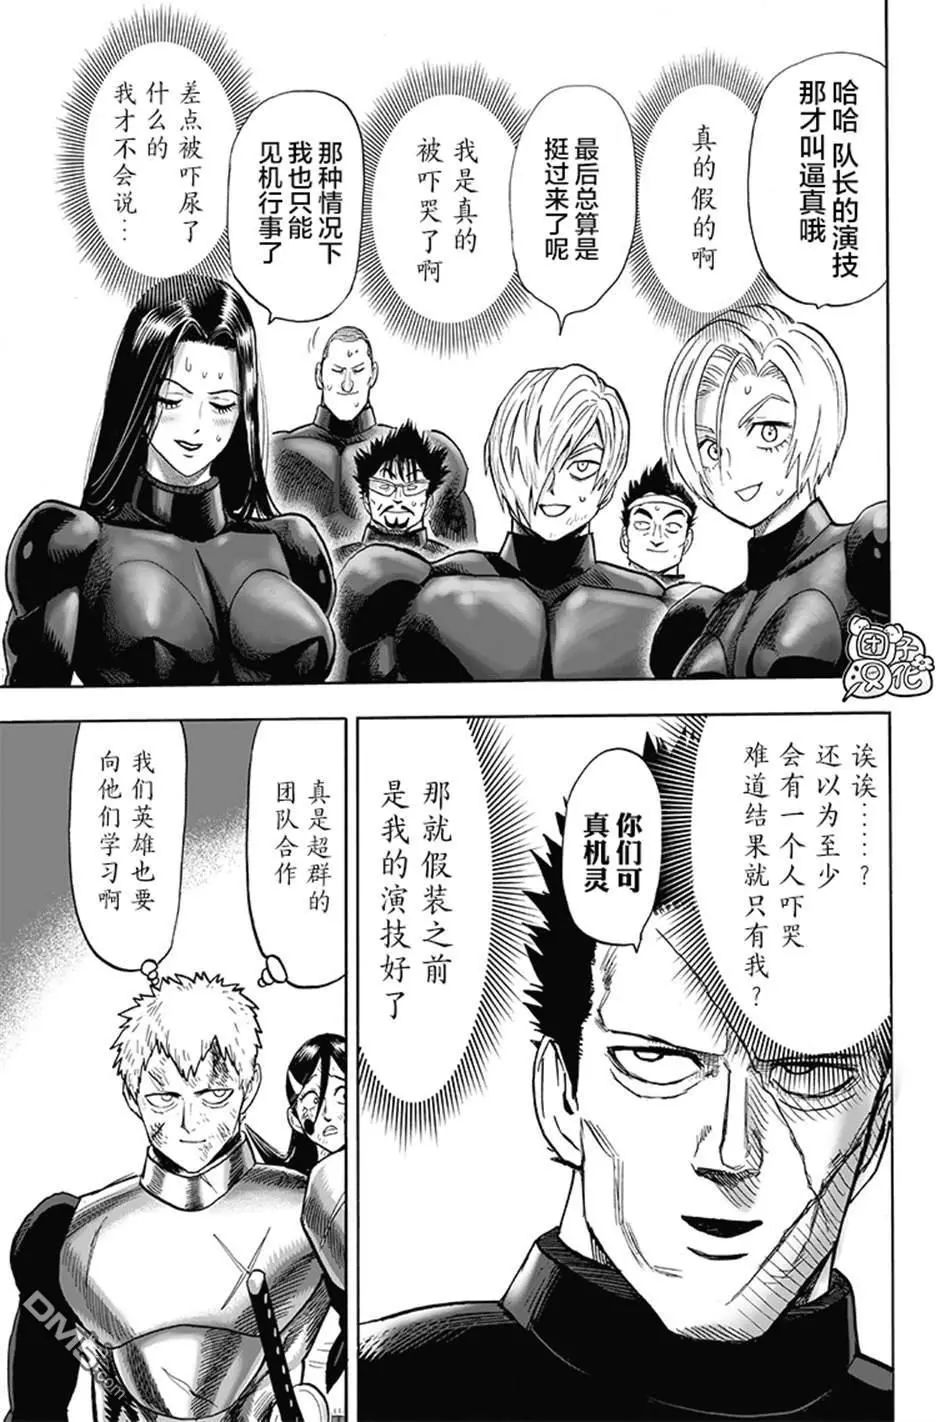 哈哈 队长的演技
那才叫逼真哦
真的假的啊
最后总算是
挺过来了呢
我是真的
被吓哭了啊
那种情况下
我也只能
见机行事了
差点被吓尿了
什么的
我才不会说…
团子
汉化
诶诶……?
还以为至少
会有一个人吓哭
难道结果就只有我?
你们可
真机灵
那就假装之前
是我的演技好了
真是超群的
团队合作
我们英雄也要
向他们学习啊
DM5
.com